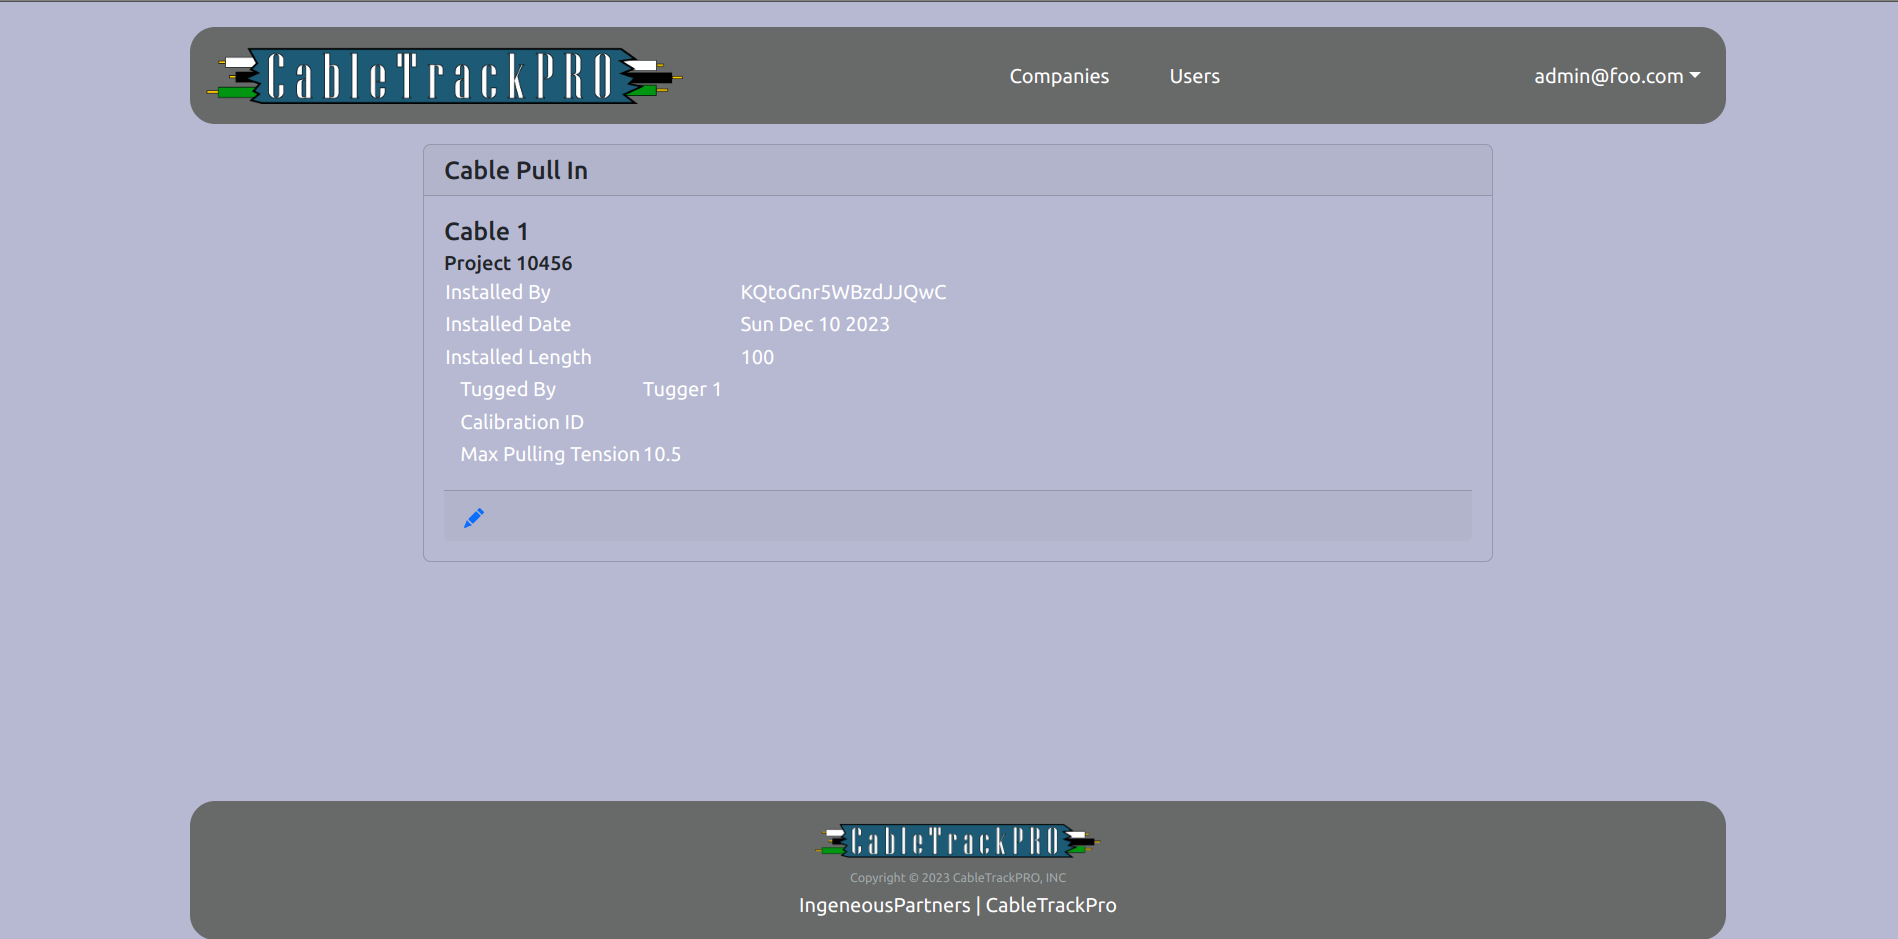 CableTrackPRO Companies Users admin@foo.com
Cable Pull In
Cable 1
Project 10456
Installed By KQtoGnr5WBzdJJQwC
Installed Date Sun Dec 10 2023
Installed Length 100
Tugged By Tugger 1
Calibration ID
Max Pulling Tension 10.5
CableTrackPRO
Copyright © 2023 CableTrackPRO, INC
IngeneousPartners | CableTrackPro